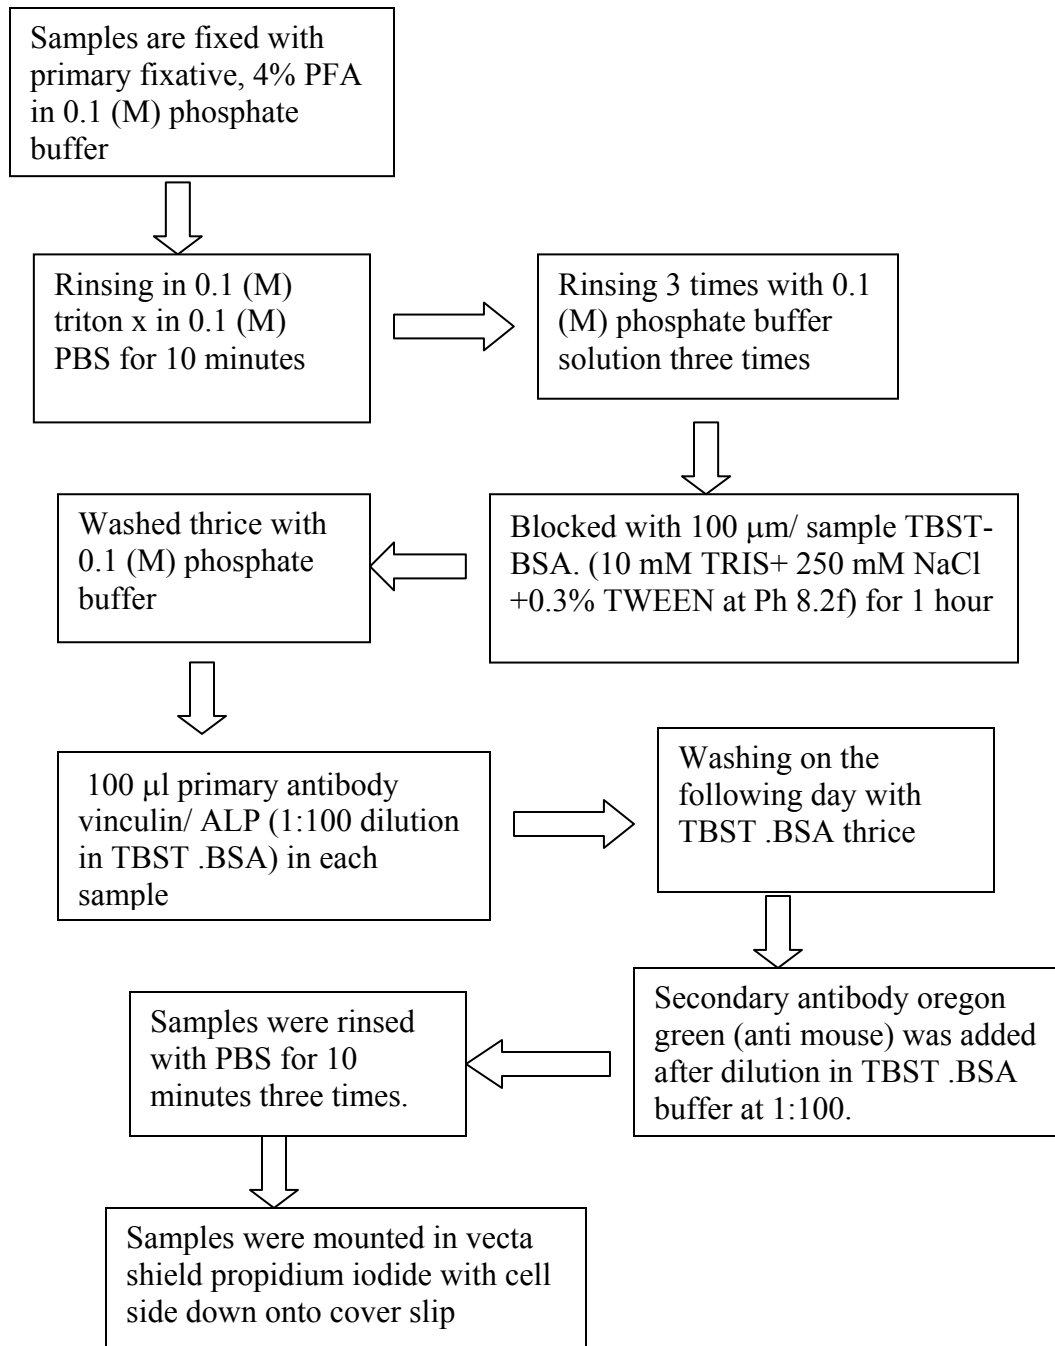 Samples are fixed with
primary fixative, 4% PFA
in 0.1 (M) phosphate
buffer
Rinsing in 0.1 (M)
triton x in 0.1 (M)
PBS for 10 minutes
Rinsing 3 times with 0.1
(M) phosphate buffer
solution three times
Blocked with 100 μm/ sample TBST-
BSA. (10 mM TRIS+ 250 mM NaCl
+0.3% TWEEN at Ph 8.2f) for 1 hour
Washed thrice with
0.1 (M) phosphate
buffer
100 μl primary antibody
vinculin/ ALP (1:100 dilution
in TBST .BSA) in each
sample
Washing on the
following day with
TBST .BSA thrice
Secondary antibody oregon
green (anti mouse) was added
after dilution in TBST .BSA
buffer at 1:100.
Samples were rinsed
with PBS for 10
minutes three times.
Samples were mounted in vecta
shield propidium iodide with cell
side down onto cover slip